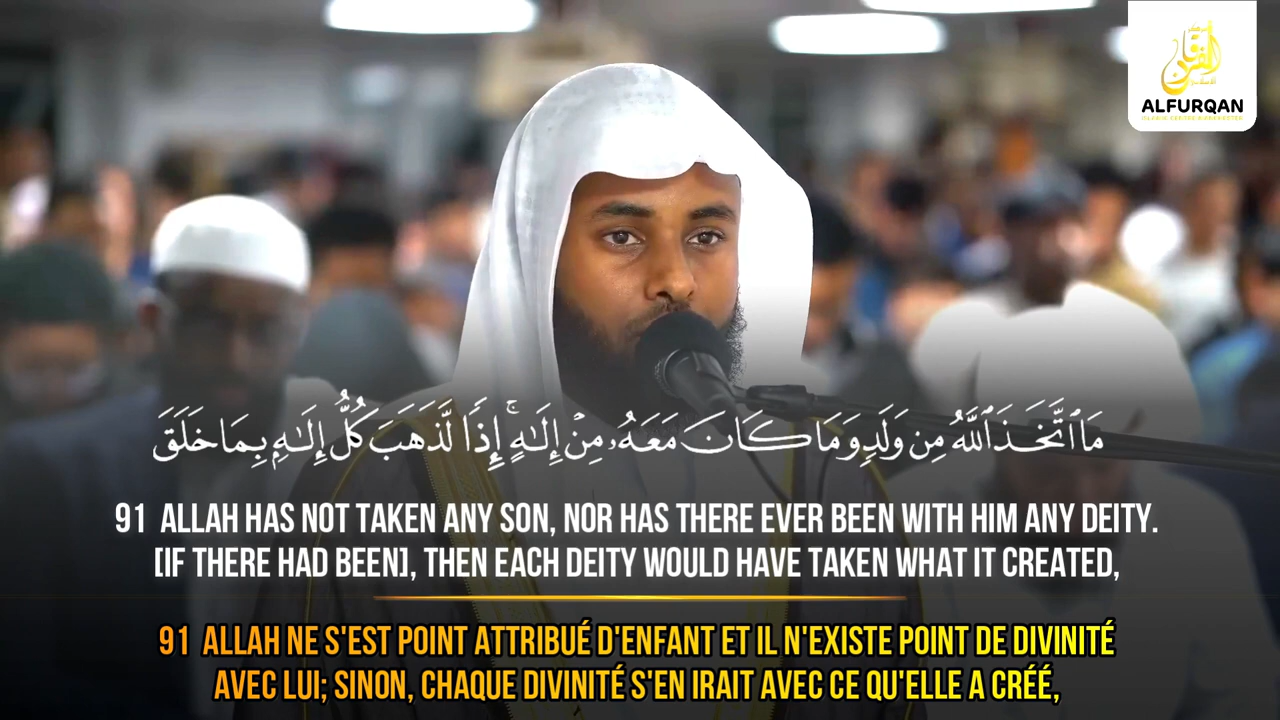 ALFURQAN
مَا ٱتَّخَذَ ٱللَّهُ مِن وَلَدٍ وَمَا كَانَ مَعَهُۥ مِنْ إِلَـٰهٍ ۚ إِذًا لَّذَهَبَ كُلُّ إِلَـٰهٍۭ بِمَا خَلَقَ
91 ALLAH HAS NOT TAKEN ANY SON, NOR HAS THERE EVER BEEN WITH HIM ANY DEITY.
[IF THERE HAD BEEN], THEN EACH DEITY WOULD HAVE TAKEN WHAT IT CREATED,
91 ALLAH NE S'EST POINT ATTRIBUÉ D'ENFANT ET IL N'EXISTE POINT DE DIVINITÉ
AVEC LUI; SINON, CHAQUE DIVINITÉ S'EN IRAIT AVEC CE QU'ELLE A CRÉÉ,